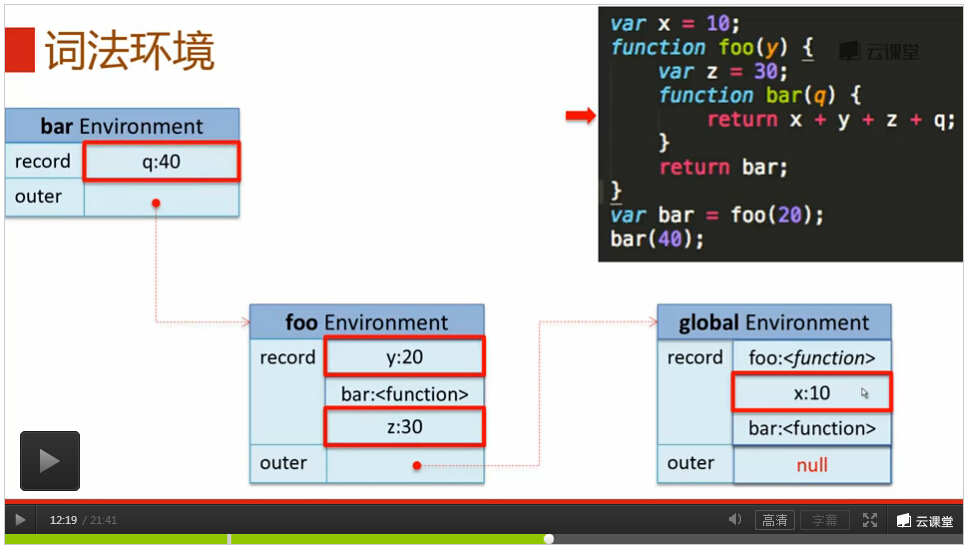 词法环境
var x = 10;
function foo(y) {
var z = 30;
function bar(q) {
return x + y + z + q;
}
return bar;
}
var bar = foo(20);
bar(40);
云课堂
bar Environment
record q:40
outer
foo Environment
record y:20
bar:<function>
z:30
outer
global Environment
record foo:<function>
x:10
bar:<function>
outer null
12:19 / 21:41
高清
字幕
云课堂